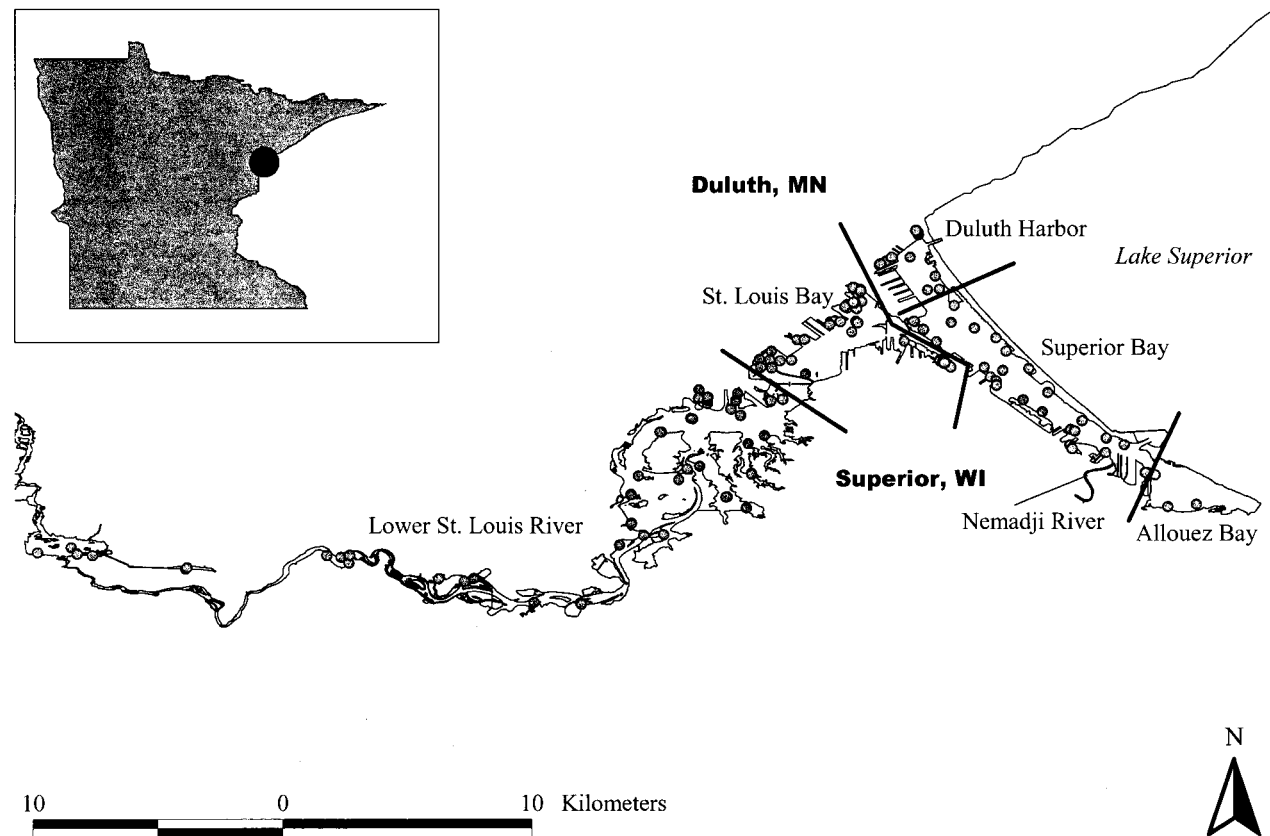 Duluth, MN
Duluth Harbor
Lake Superior
St. Louis Bay
Superior Bay
Superior, WI
Nemadji River
Allouez Bay
Lower St. Louis River
N
10 0 10 Kilometers